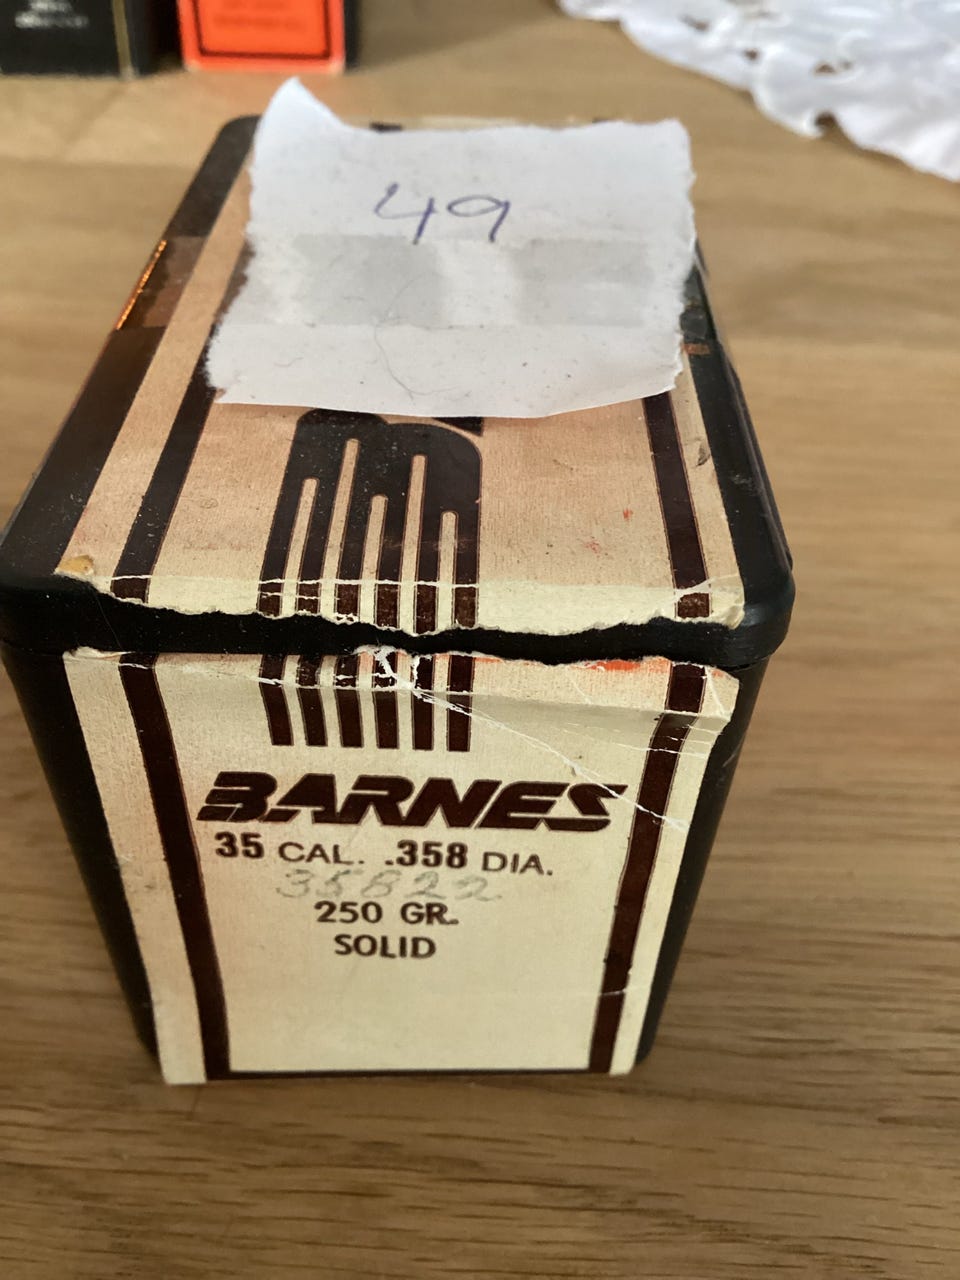 49
BARNES
35 CAL. .358 DIA.
35822
250 GR.
SOLID